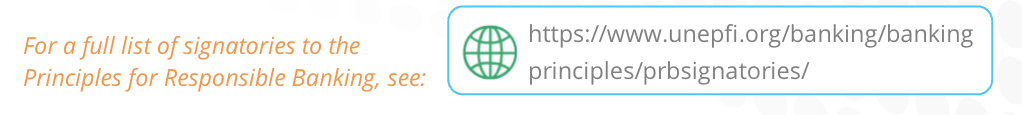 For a full list of signatories to the
Principles for Responsible Banking, see:
https://www.unepfi.org/banking/banking
principles/prbsignatories/